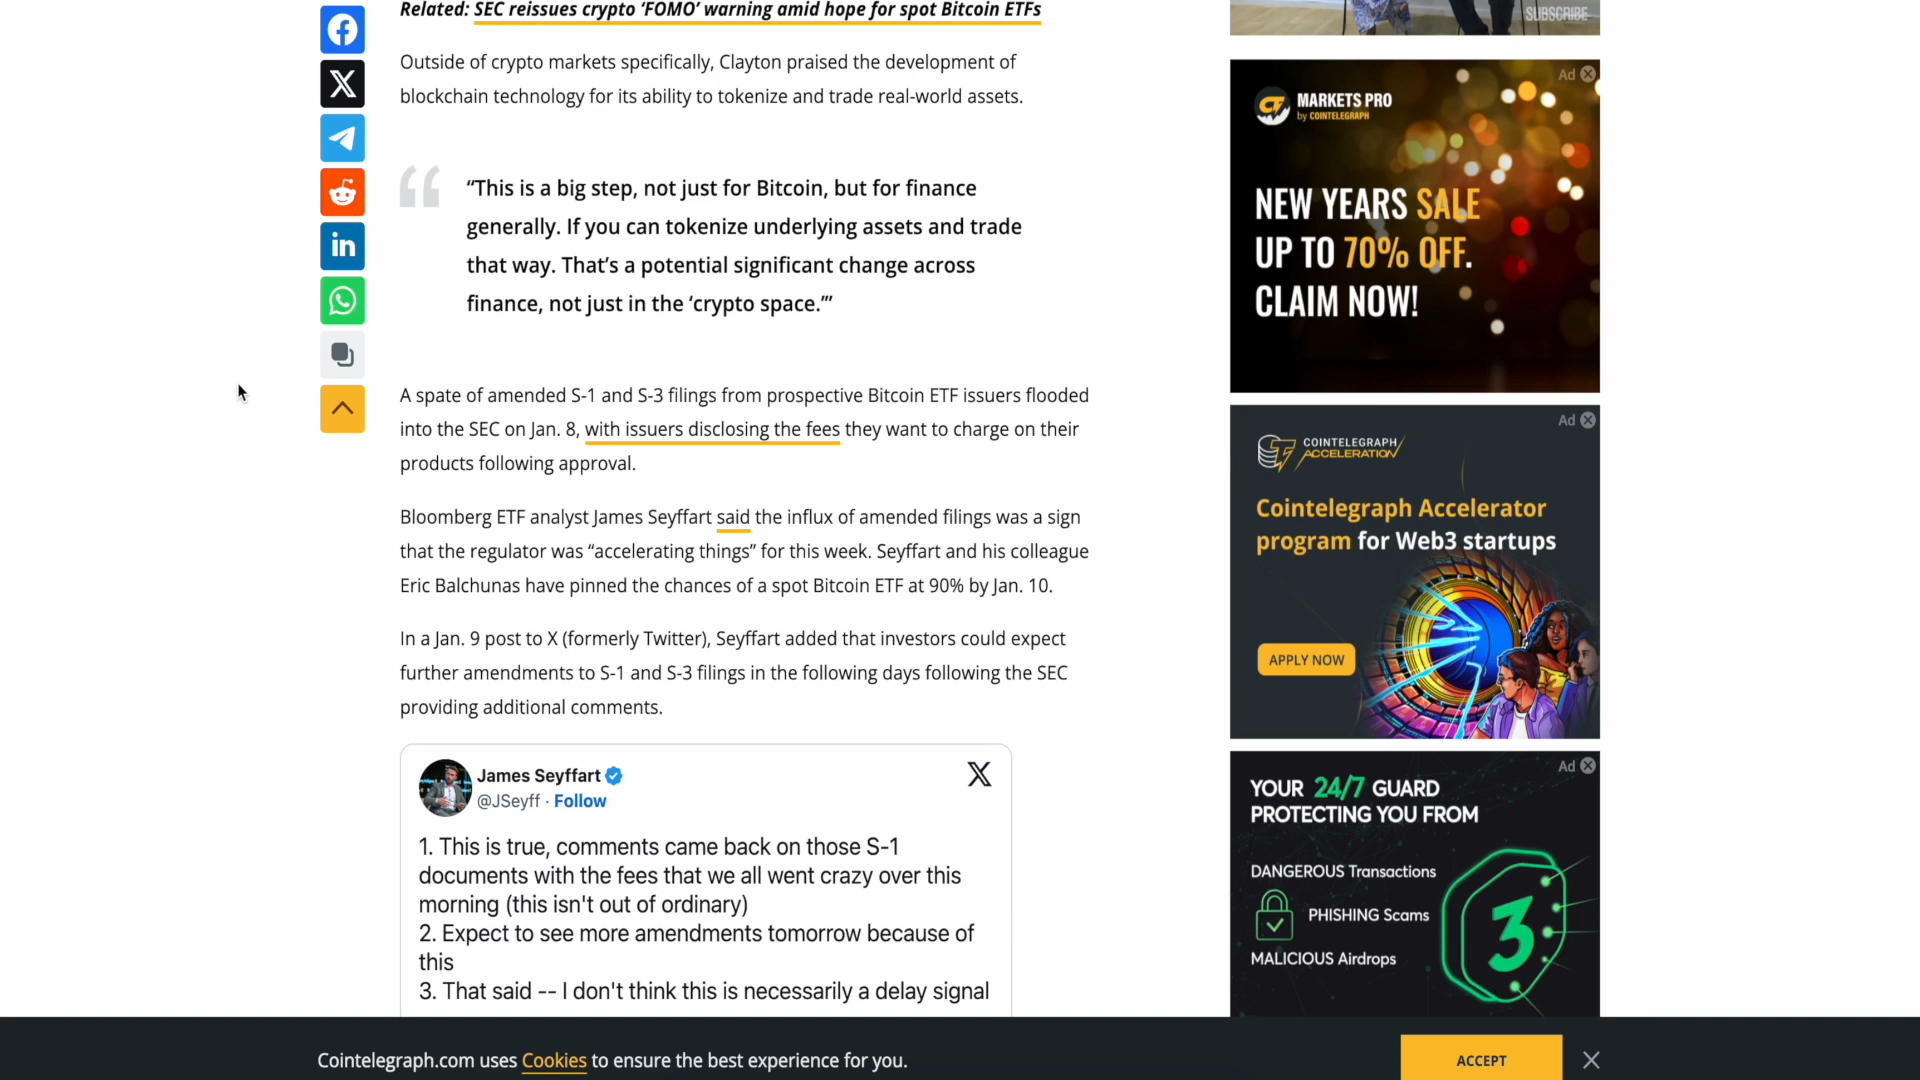 Related: SEC reissues crypto ‘FOMO’ warning amid hope for spot Bitcoin ETFs
Outside of crypto markets specifically, Clayton praised the development of
blockchain technology for its ability to tokenize and trade real-world assets.
“This is a big step, not just for Bitcoin, but for finance
generally. If you can tokenize underlying assets and trade
that way. That’s a potential significant change across
finance, not just in the ‘crypto space.’”
A spate of amended S-1 and S-3 filings from prospective Bitcoin ETF issuers flooded
into the SEC on Jan. 8, with issuers disclosing the fees they want to charge on their
products following approval.
Bloomberg ETF analyst James Seyffart said the influx of amended filings was a sign
that the regulator was “accelerating things” for this week. Seyffart and his colleague
Eric Balchunas have pinned the chances of a spot Bitcoin ETF at 90% by Jan. 10.
In a Jan. 9 post to X (formerly Twitter), Seyffart added that investors could expect
further amendments to S-1 and S-3 filings in the following days following the SEC
providing additional comments.
James Seyffart
@JSeyff · Follow
1. This is true, comments came back on those S-1
documents with the fees that we all went crazy over this
morning (this isn't out of ordinary)
2. Expect to see more amendments tomorrow because of
this
3. That said -- I don't think this is necessarily a delay signal
SUBSCRIBE
Ad
MARKETS PRO
by COINTELEGRAPH
NEW YEARS SALE
UP TO 70% OFF.
CLAIM NOW!
Ad
COINTELEGRAPH
ACCELERATION
Cointelegraph Accelerator
program for Web3 startups
APPLY NOW
Ad
YOUR 24/7 GUARD
PROTECTING YOU FROM
DANGEROUS Transactions
PHISHING Scams
MALICIOUS Airdrops
3
Cointelegraph.com uses Cookies to ensure the best experience for you.
ACCEPT